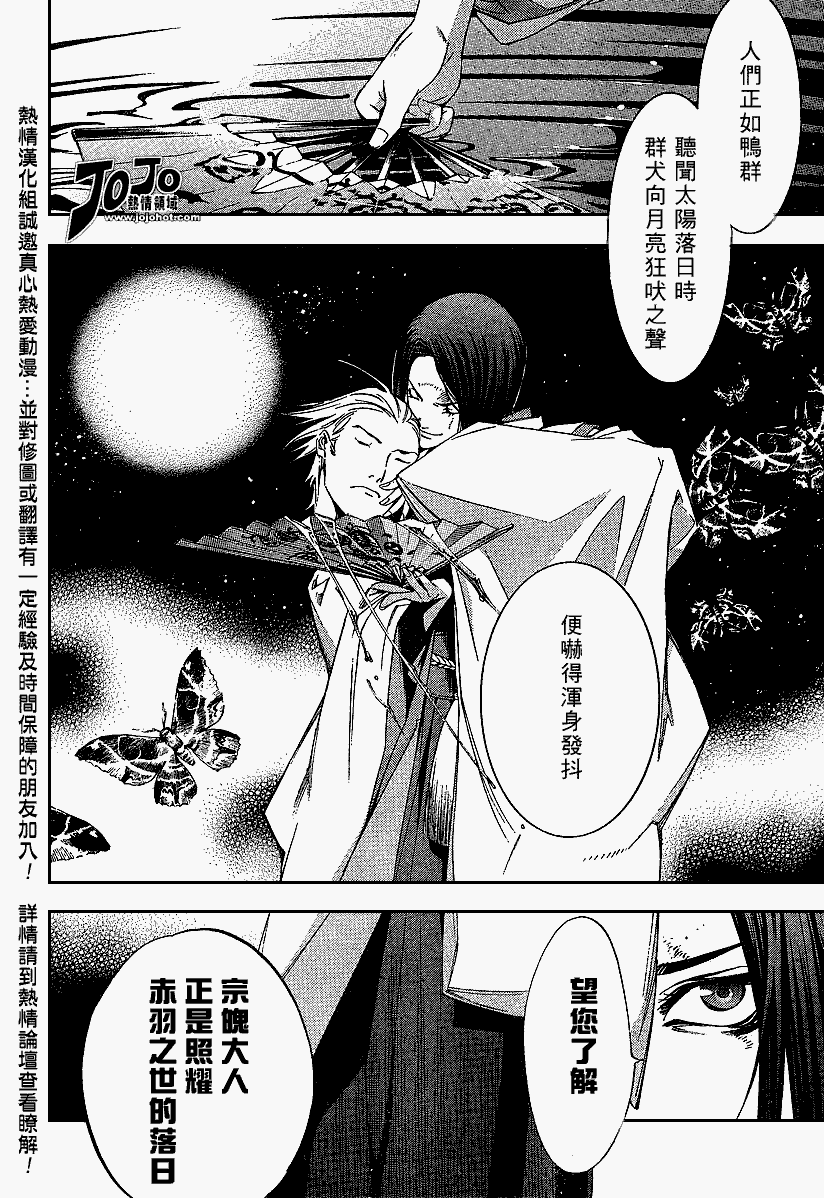 人們正如鴨群
聽聞太陽落日時
群犬向月亮狂吠之聲
便嚇得渾身發抖
望您了解
宗魄大人
正是照耀
赤羽之世的落日
JoJo
熱情領域
www.jojohot.com
熱情漢化組誠邀真心熱愛動漫…並對修圖或翻譯有一定經驗及時間保障的朋友加入！
詳情請到熱情論壇查看瞭解！